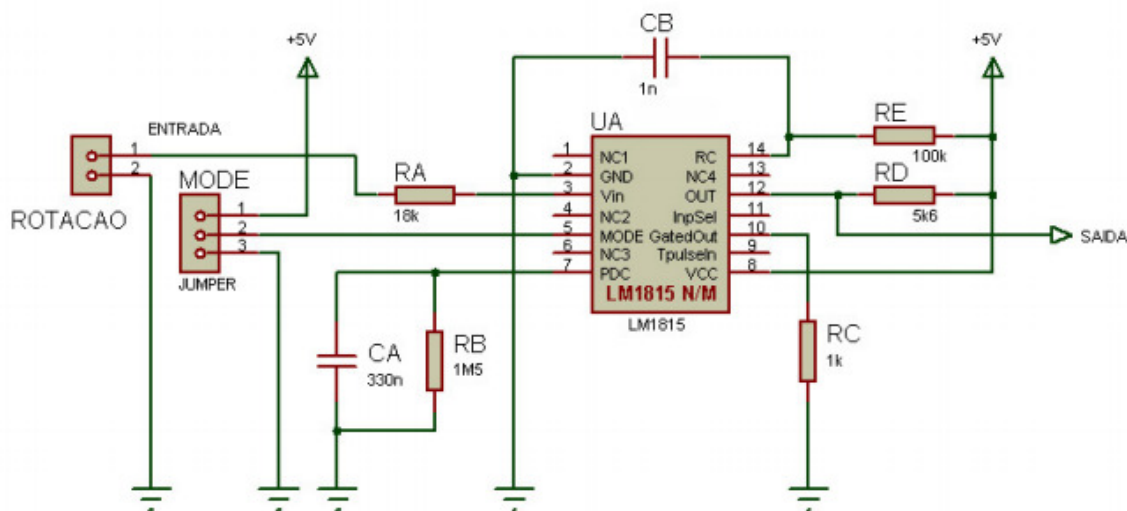 CB
+5V
+5V
1n
UA
RE
ENTRADA
100k
1
2
ROTACAO
MODE
1
2
3
JUMPER
RA
18k
1 NC1 RC 14
2 GND NC4 13
3 Vin OUT 12
4 NC2 InpSel 11
5 MODE GatedOut 10
6 NC3 TpulseIn 9
7 PDC VCC 8
LM1815 N/M
LM1815
RD
5k6
SAIDA
CA
330n
RB
1M5
RC
1k